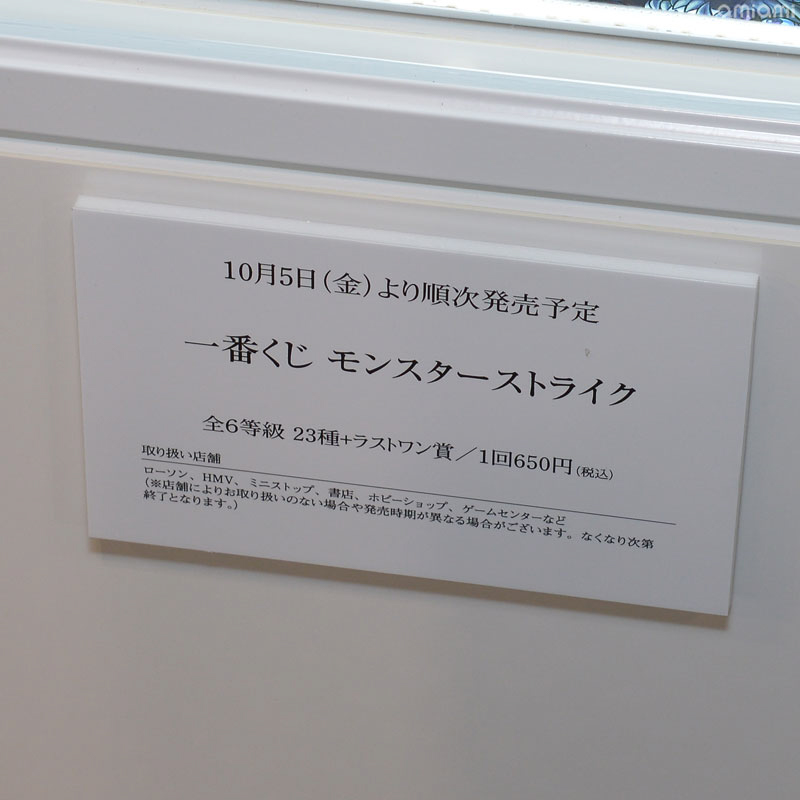 amiami
10月5日(金)より順次発売予定
一番くじ モンスターストライク
全6等級 23種+ラストワン賞／1回650円(税込)
取り扱い店舗
ローソン、HMV、ミニストップ、書店、ホビーショップ、ゲームセンターなど
(※店舗によりお取り扱いのない場合や発売時期が異なる場合がございます。なくなり次第
終了となります。)